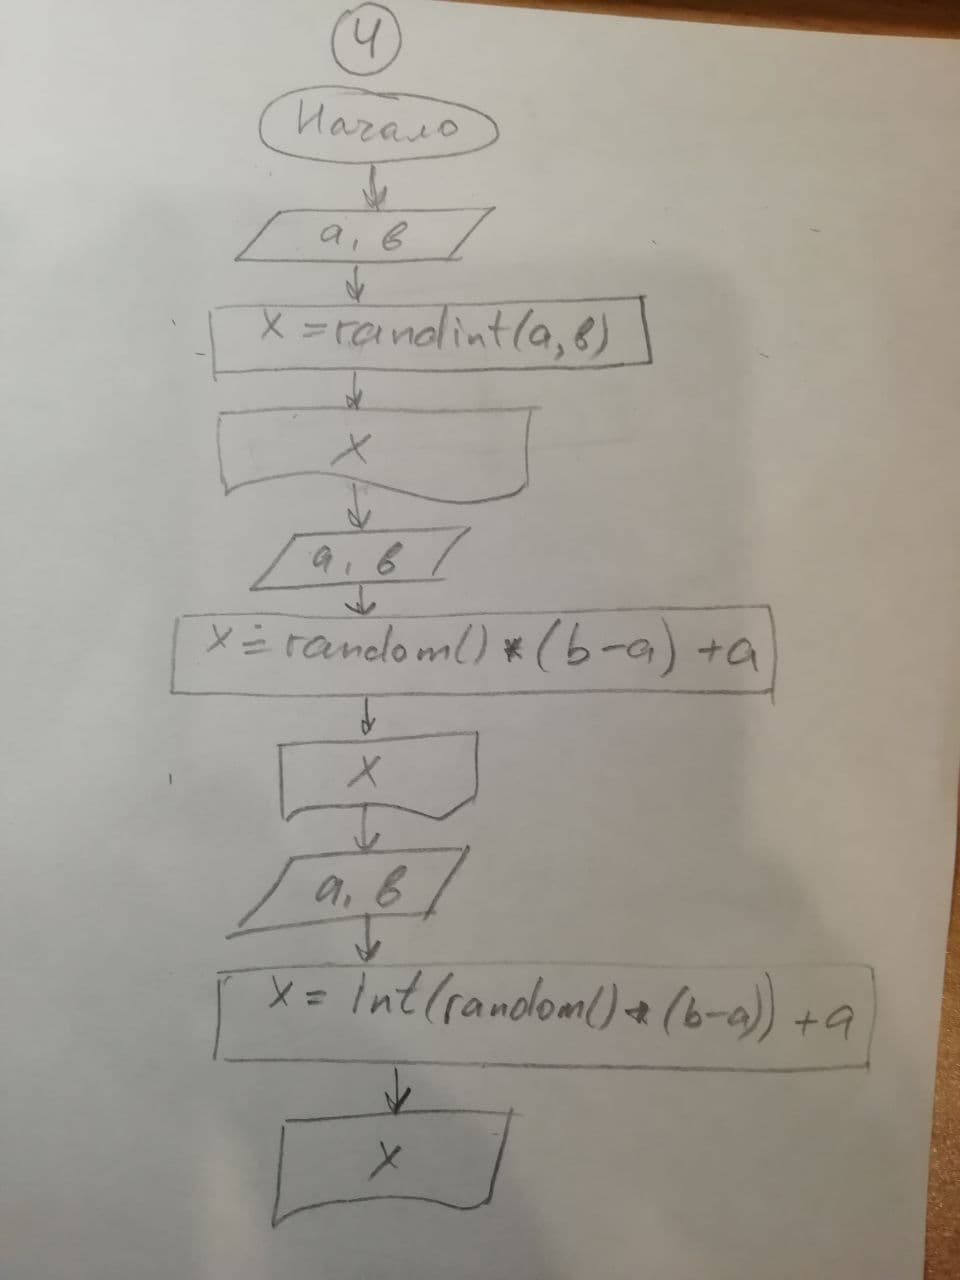 4
Начало
a, в
x = randint(a, в)
x
a, в
x = random() * (b-a) +a
x
a, в
x = int(random() * (b-a)) +a
x